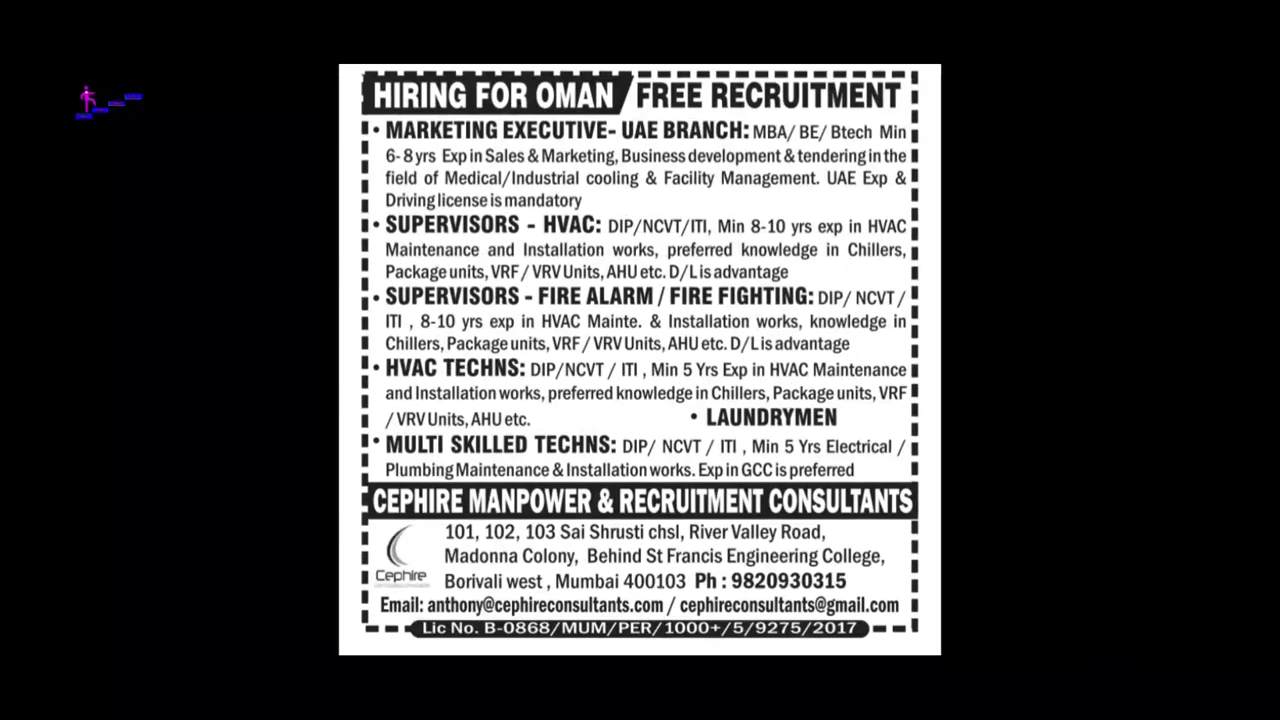 HIRING FOR OMAN FREE RECRUITMENT
• MARKETING EXECUTIVE- UAE BRANCH: MBA/ BE/ Btech Min
6- 8 yrs Exp in Sales & Marketing, Business development & tendering in the
field of Medical/Industrial cooling & Facility Management. UAE Exp &
Driving license is mandatory
• SUPERVISORS - HVAC: DIP/NCVT/ITI, Min 8-10 yrs exp in HVAC
Maintenance and Installation works, preferred knowledge in Chillers,
Package units, VRF / VRV Units, AHU etc. D/L is advantage
• SUPERVISORS - FIRE ALARM / FIRE FIGHTING: DIP/ NCVT /
ITI , 8-10 yrs exp in HVAC Mainte. & Installation works, knowledge in
Chillers, Package units, VRF / VRV Units, AHU etc. D/L is advantage
• HVAC TECHNS: DIP/NCVT / ITI , Min 5 Yrs Exp in HVAC Maintenance
and Installation works, preferred knowledge in Chillers, Package units, VRF
/ VRV Units, AHU etc. • LAUNDRYMEN
• MULTI SKILLED TECHNS: DIP/ NCVT / ITI , Min 5 Yrs Electrical /
Plumbing Maintenance & Installation works. Exp in GCC is preferred
CEPHIRE MANPOWER & RECRUITMENT CONSULTANTS
101, 102, 103 Sai Shrusti chsl, River Valley Road,
Madonna Colony, Behind St Francis Engineering College,
Cephire
Borivali west , Mumbai 400103 Ph : 9820930315
Email: anthony@cephireconsultants.com / cephireconsultants@gmail.com
Lic No. B-0868/MUM/PER/1000+/5/9275/2017